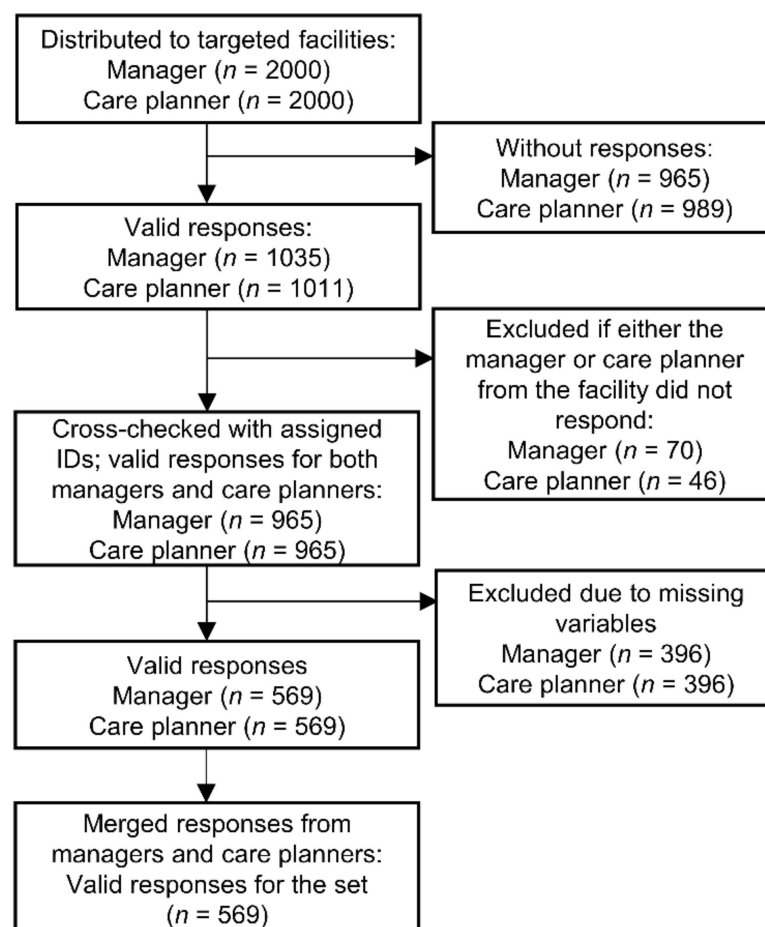 Distributed to targeted facilities:
Manager (n = 2000)
Care planner (n = 2000)
Without responses:
Manager (n = 965)
Care planner (n = 989)
Valid responses:
Manager (n = 1035)
Care planner (n = 1011)
Excluded if either the
manager or care planner
from the facility did not
respond:
Manager (n = 70)
Care planner (n = 46)
Cross-checked with assigned
IDs; valid responses for both
managers and care planners:
Manager (n = 965)
Care planner (n = 965)
Excluded due to missing
variables
Manager (n = 396)
Care planner (n = 396)
Valid responses
Manager (n = 569)
Care planner (n = 569)
Merged responses from
managers and care planners:
Valid responses for the set
(n = 569)